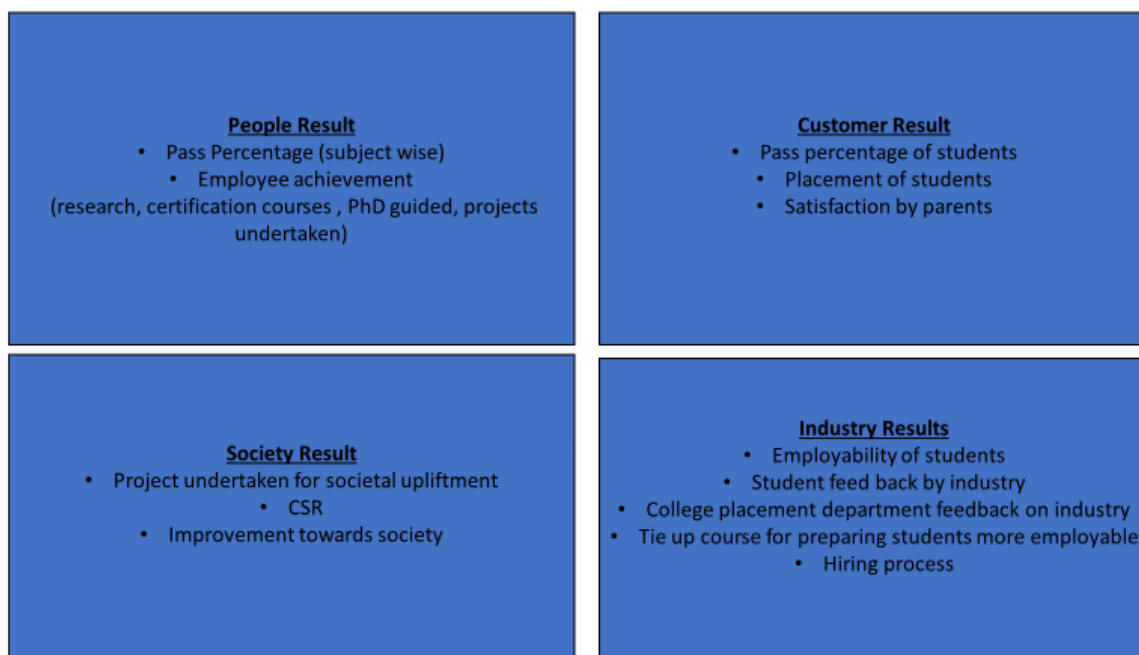 People Result
• Pass Percentage (subject wise)
• Employee achievement
(research, certification courses , PhD guided, projects
undertaken)
Customer Result
• Pass percentage of students
• Placement of students
• Satisfaction by parents
Society Result
• Project undertaken for societal upliftment
• CSR
• Improvement towards society
Industry Results
• Employability of students
• Student feed back by industry
• College placement department feedback on industry
• Tie up course for preparing students more employable
• Hiring process